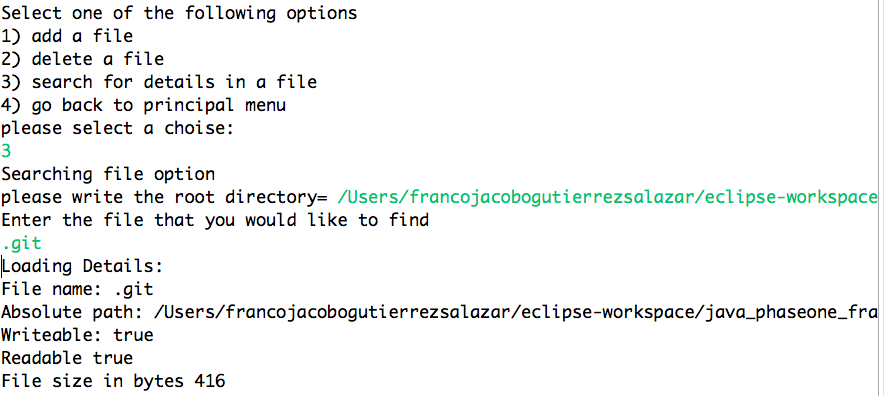 Select one of the following options
1) add a file
2) delete a file
3) search for details in a file
4) go back to principal menu
please select a choise:
3
Searching file option
please write the root directory= /Users/francojacobogutierrezsalazar/eclipse-workspace
Enter the file that you would like to find
.git
Loading Details:
File name: .git
Absolute path: /Users/francojacobogutierrezsalazar/eclipse-workspace/java_phaseone_fra
Writeable: true
Readable true
File size in bytes 416